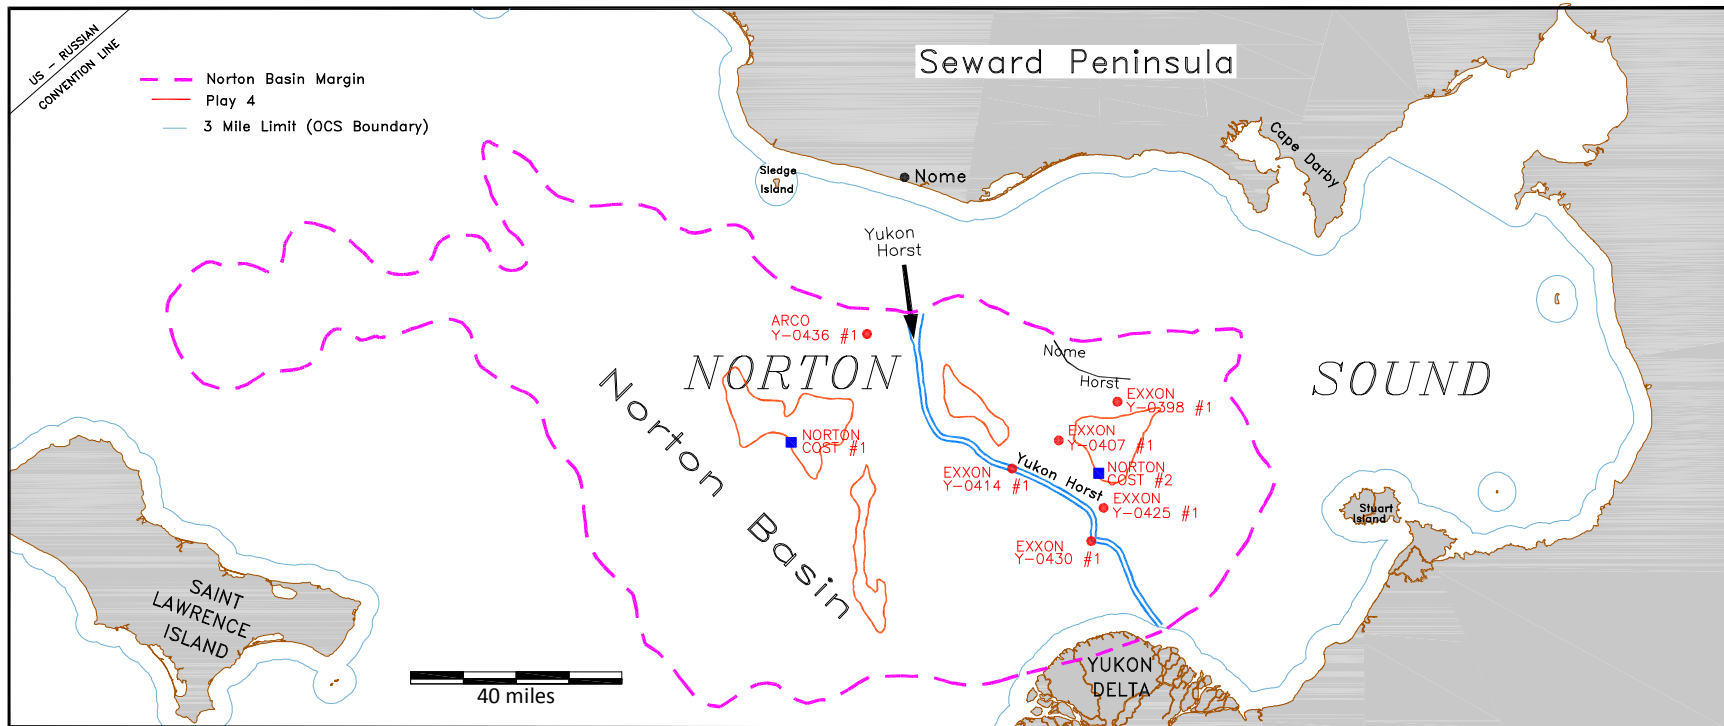 US - RUSSIAN
CONVENTION LINE
Norton Basin Margin
Play 4
3 Mile Limit (OCS Boundary)
Seward Peninsula
Cape Darby
Sledge
Island
Nome
Yukon
Horst
ARCO
Y-0436 #1
NORTON
SOUND
Nome
Horst
Norton Basin
EXXON
Y-0398 #1
EXXON
Y-0407 #1
NORTON
COST #1
Yukon Horst
NORTON
COST #2
EXXON
Y-0414 #1
EXXON
Y-0425 #1
EXXON
Y-0430 #1
Stuart
Island
SAINT
LAWRENCE
ISLAND
40 miles
YUKON
DELTA